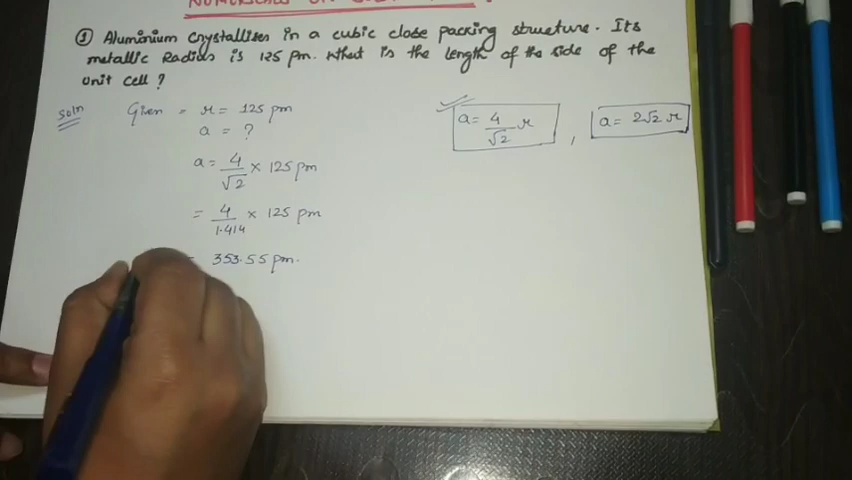 ① Aluminium crystallises in a cubic close packing structure. Its
metallic Radius is 125 pm. What is the length of the side of the
unit cell ?
Soln Given = r = 125 pm
a = ?
a = 4/√2 r , a = 2√2 r
a = 4/√2 × 125 pm
= 4/1.414 × 125 pm
= 353.55 pm.